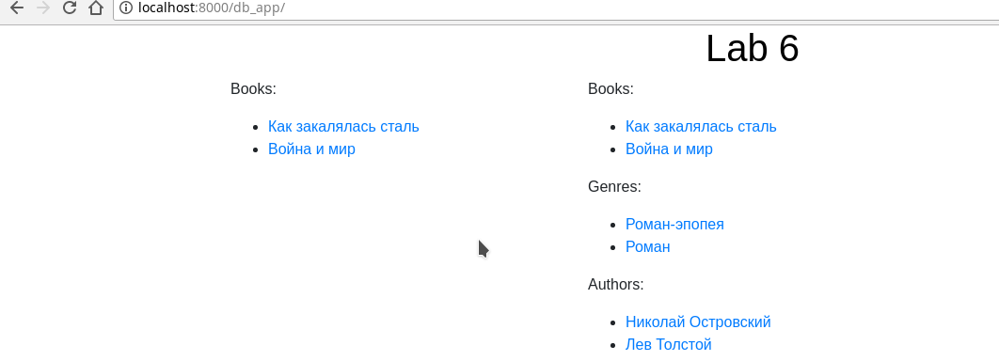 localhost:8000/db_app/
Lab 6
Books:
Как закалялась сталь
Война и мир
Books:
Как закалялась сталь
Война и мир
Genres:
Роман-эпопея
Роман
Authors:
Николай Островский
Лев Толстой